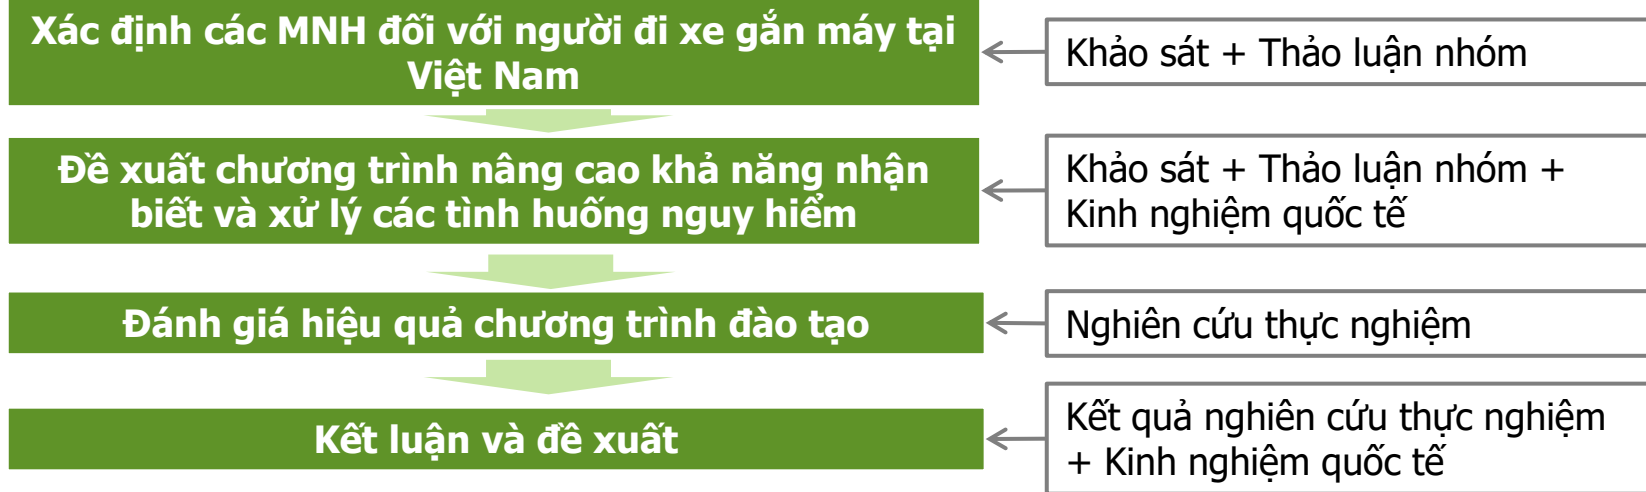 Xác định các MNH đối với người đi xe gắn máy tại
Việt Nam
Khảo sát + Thảo luận nhóm
Đề xuất chương trình nâng cao khả năng nhận
biết và xử lý các tình huống nguy hiểm
Khảo sát + Thảo luận nhóm +
Kinh nghiệm quốc tế
Đánh giá hiệu quả chương trình đào tạo
Nghiên cứu thực nghiệm
Kết luận và đề xuất
Kết quả nghiên cứu thực nghiệm
+ Kinh nghiệm quốc tế